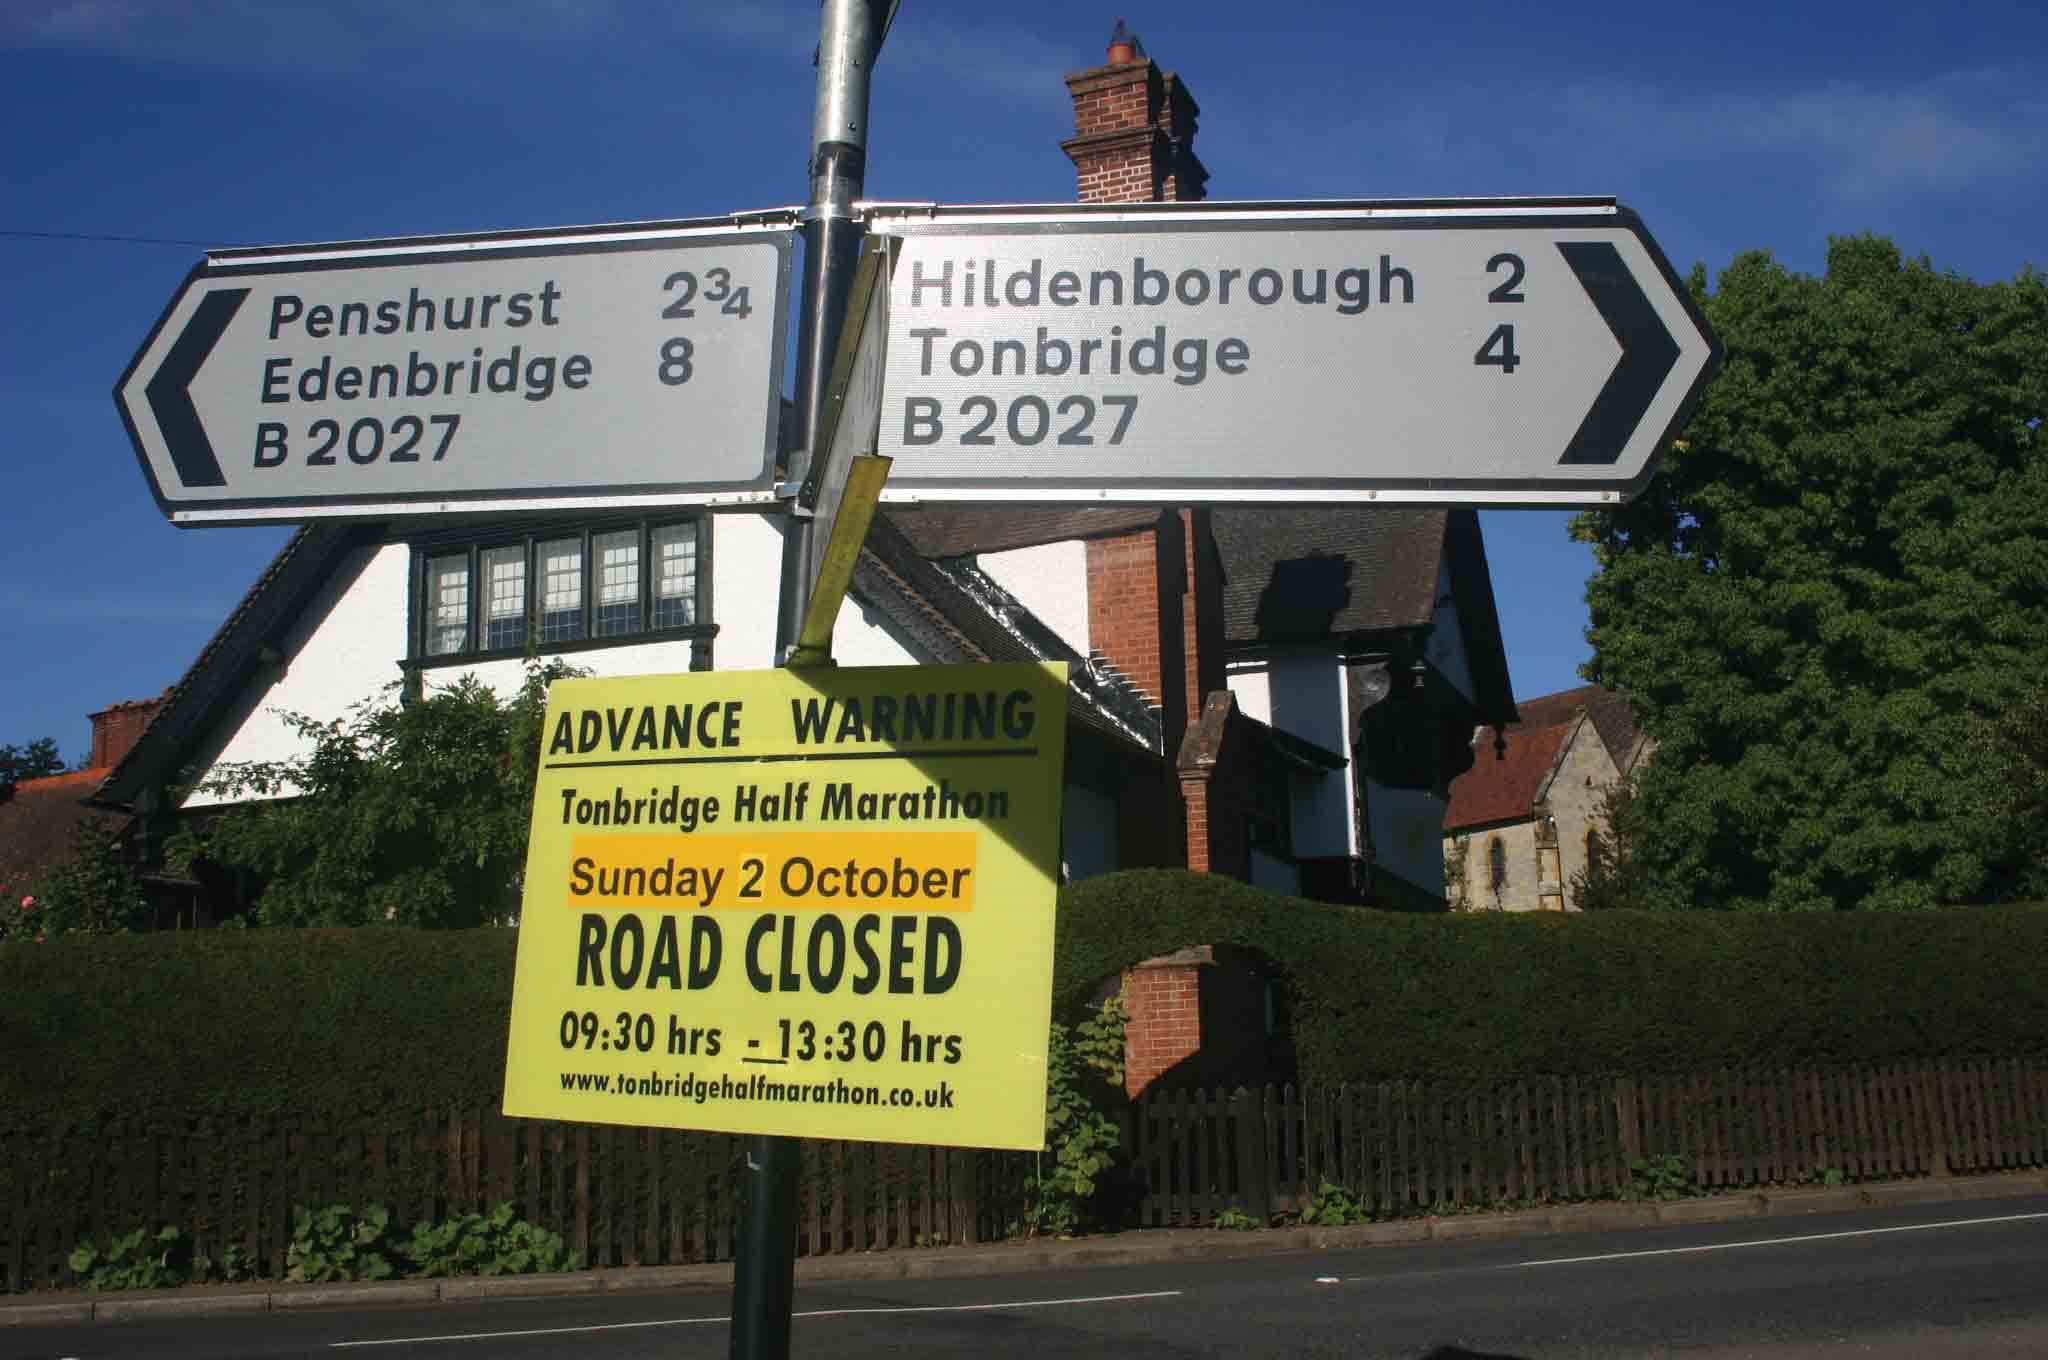 Penshurst 2¾
Edenbridge 8
B 2027
Hildenborough 2
Tonbridge 4
B 2027
ADVANCE WARNING
Tonbridge Half Marathon
Sunday 2 October
ROAD CLOSED
09:30 hrs - 13:30 hrs
www.tonbridgehalfmarathon.co.uk